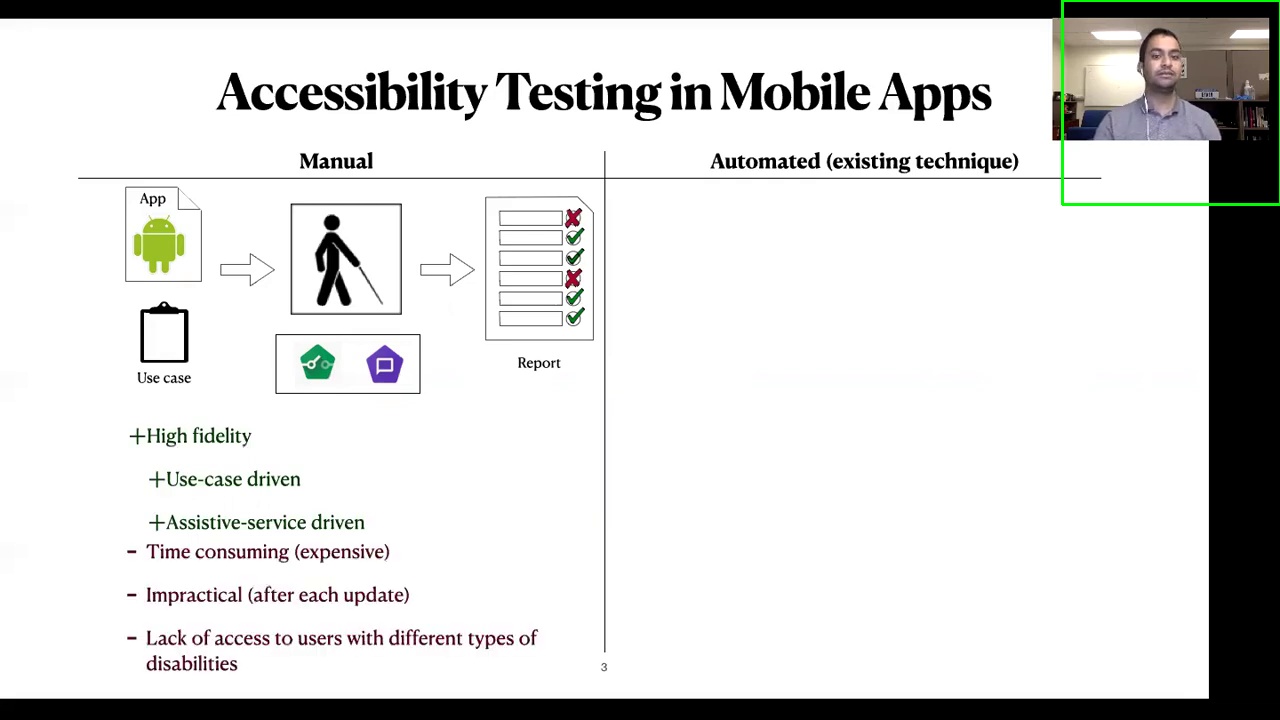 Accessibility Testing in Mobile Apps
Manual
Automated (existing technique)
App
Use case
Report
+High fidelity
+Use-case driven
+Assistive-service driven
- Time consuming (expensive)
- Impractical (after each update)
- Lack of access to users with different types of
disabilities
3